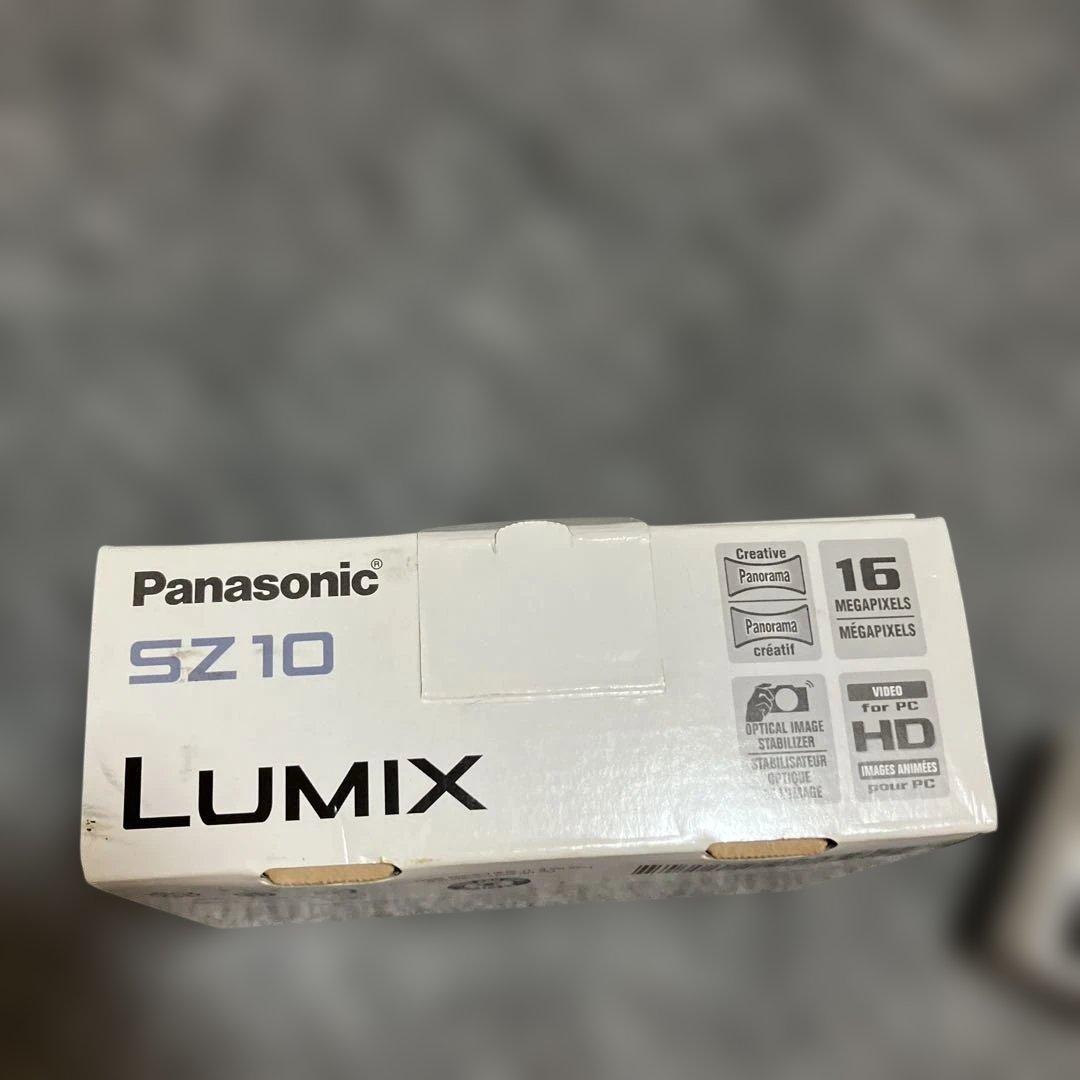 Panasonic®
SZ10
LUMIX
Creative
Panorama
Panorama
créatif
16
MEGAPIXELS
MÉGAPIXELS
OPTICAL IMAGE
STABILIZER
STABILISATEUR
OPTIQUE
VIDEO
for PC
HD
IMAGES ANIMÉES
pour PC